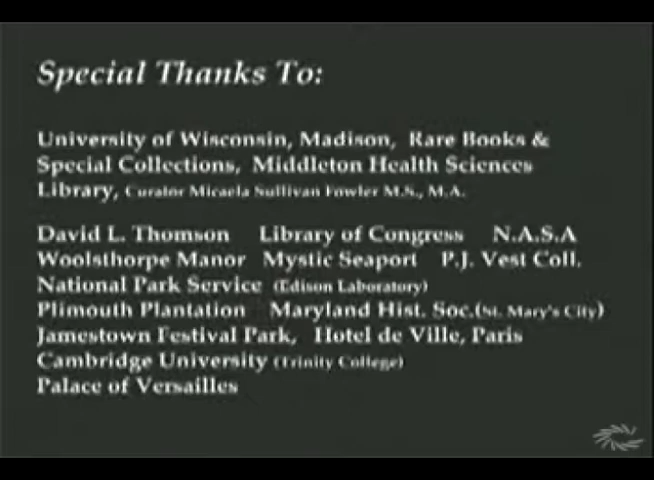 Special Thanks To:
University of Wisconsin, Madison, Rare Books &
Special Collections, Middleton Health Sciences
Library, Curator Micaela Sullivan Fowler M.S., M.A.
David L. Thomson Library of Congress N.A.S.A
Woolsthorpe Manor Mystic Seaport P.J. Vest Coll.
National Park Service (Edison Laboratory)
Plimouth Plantation Maryland Hist. Soc.(St. Mary's City)
Jamestown Festival Park, Hotel de Ville, Paris
Cambridge University (Trinity College)
Palace of Versailles